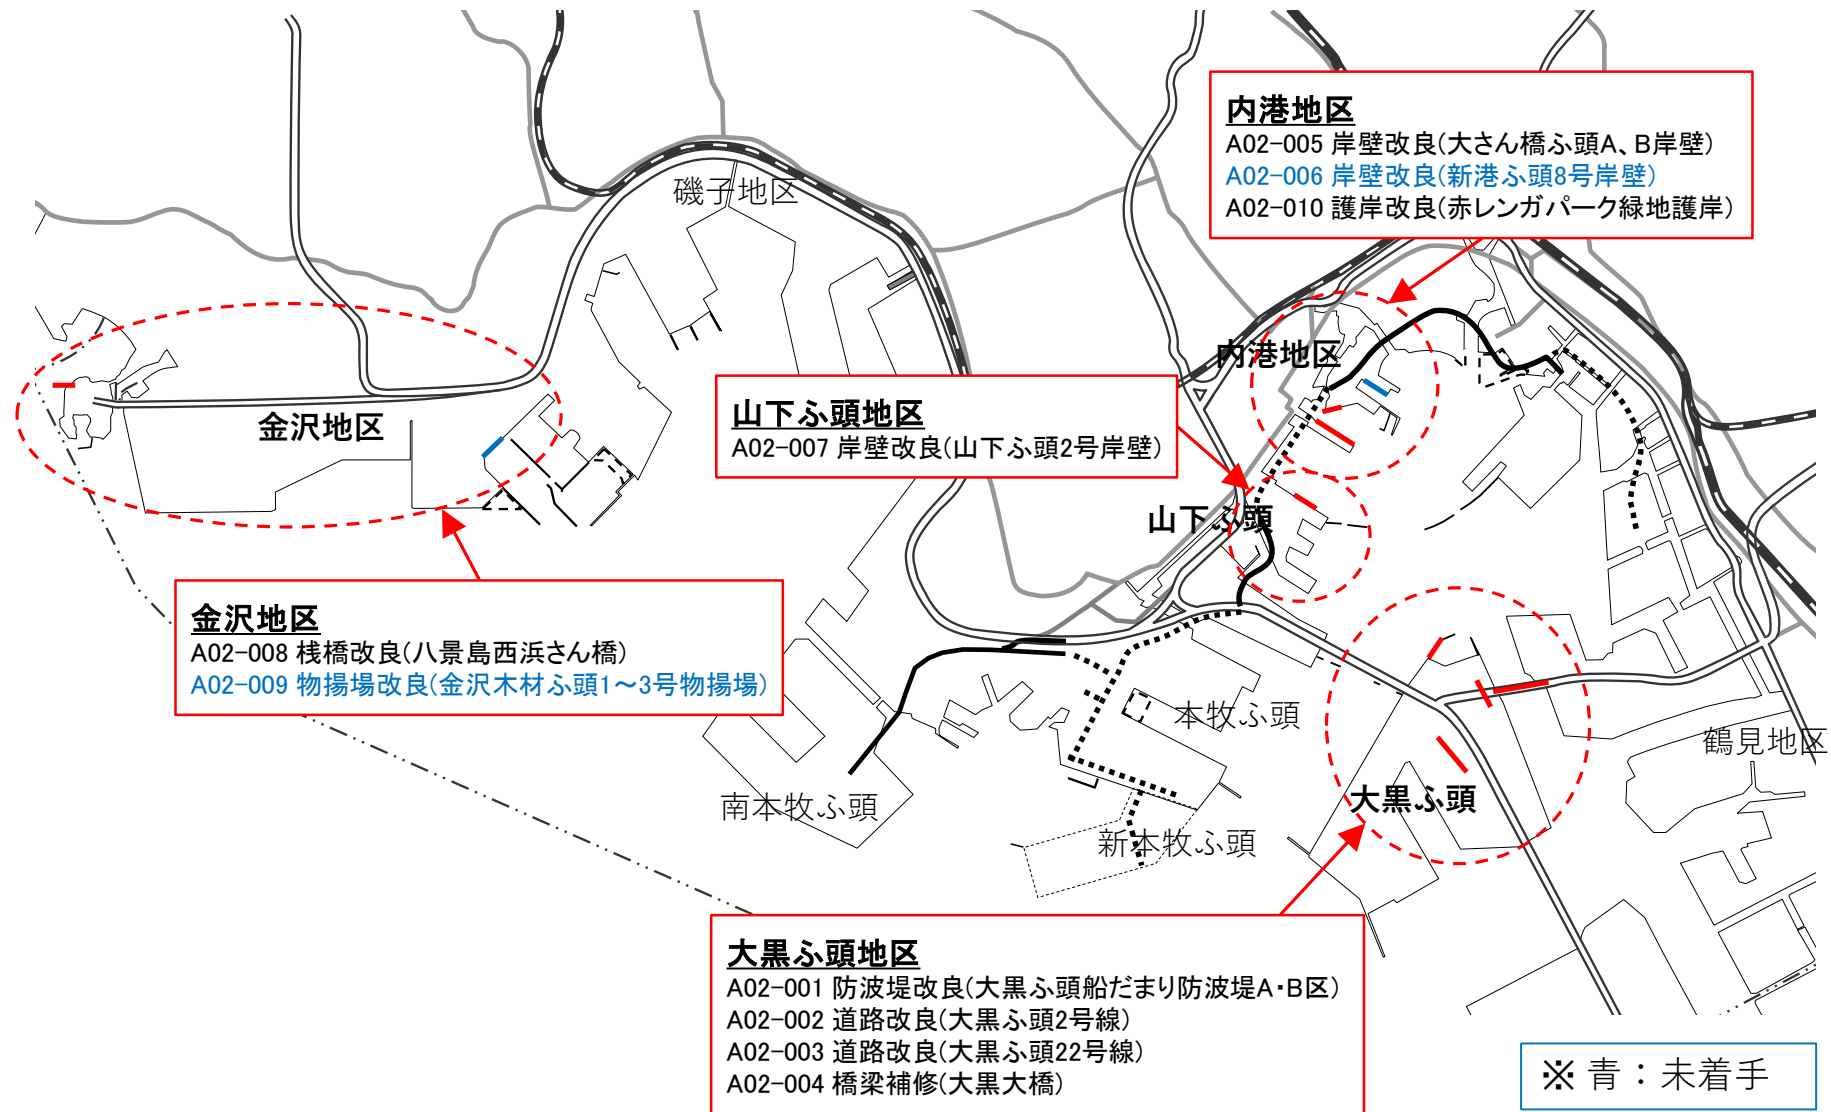 内港地区
A02-005 岸壁改良(大さん橋ふ頭A、B岸壁)
A02-006 岸壁改良(新港ふ頭8号岸壁)
A02-010 護岸改良(赤レンガパーク緑地護岸)
磯子地区
内港地区
山下ふ頭地区
A02-007 岸壁改良(山下ふ頭2号岸壁)
金沢地区
山下ふ頭
金沢地区
A02-008 桟橋改良(八景島西浜さん橋)
A02-009 物揚場改良(金沢木材ふ頭1～3号物揚場)
本牧ふ頭
鶴見地区
南本牧ふ頭
大黒ふ頭
新本牧ふ頭
大黒ふ頭地区
A02-001 防波堤改良(大黒ふ頭船だまり防波堤A・B区)
A02-002 道路改良(大黒ふ頭2号線)
A02-003 道路改良(大黒ふ頭22号線)
A02-004 橋梁補修(大黒大橋)
※ 青：未着手